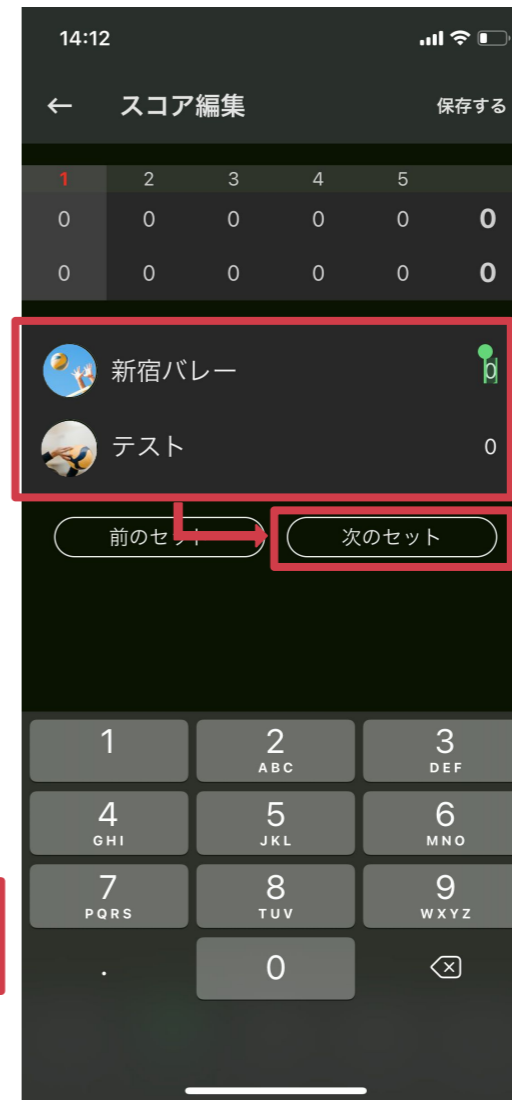 14:12
← スコア編集 保存する
1 2 3 4 5
0 0 0 0 0 0
0 0 0 0 0 0
新宿バレー 0
テスト 0
前のセット 次のセット
1 2 3
ABC DEF
4 5 6
GHI JKL MNO
7 8 9
PQRS TUV WXYZ
. 0